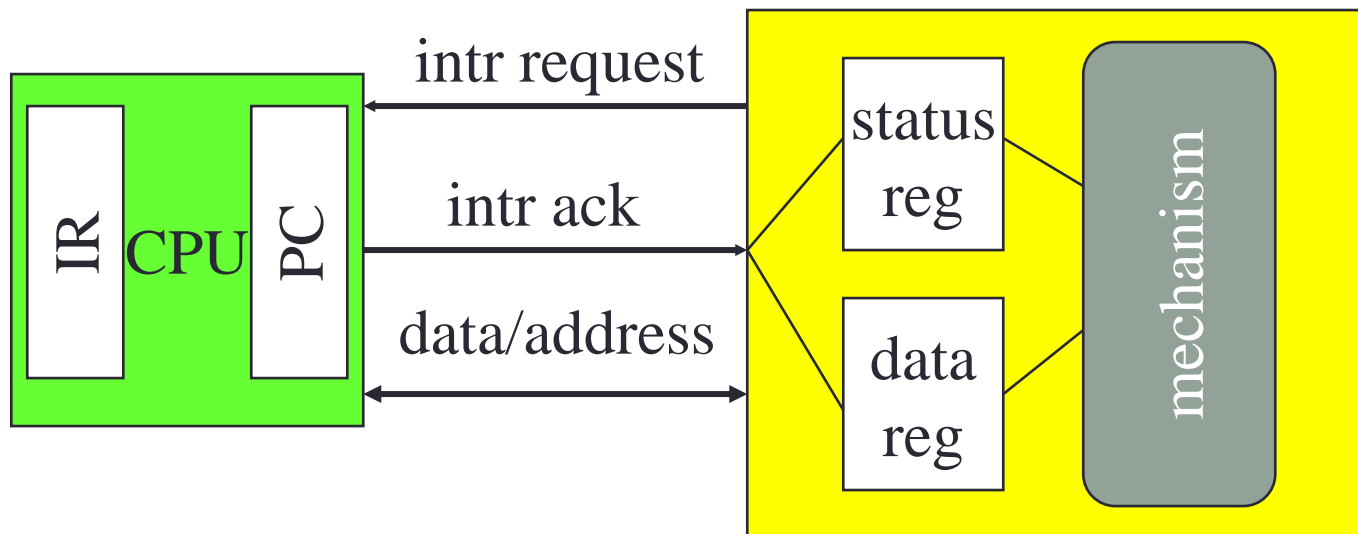 IR
CPU
PC
intr request
intr ack
data/address
status
reg
data
reg
mechanism